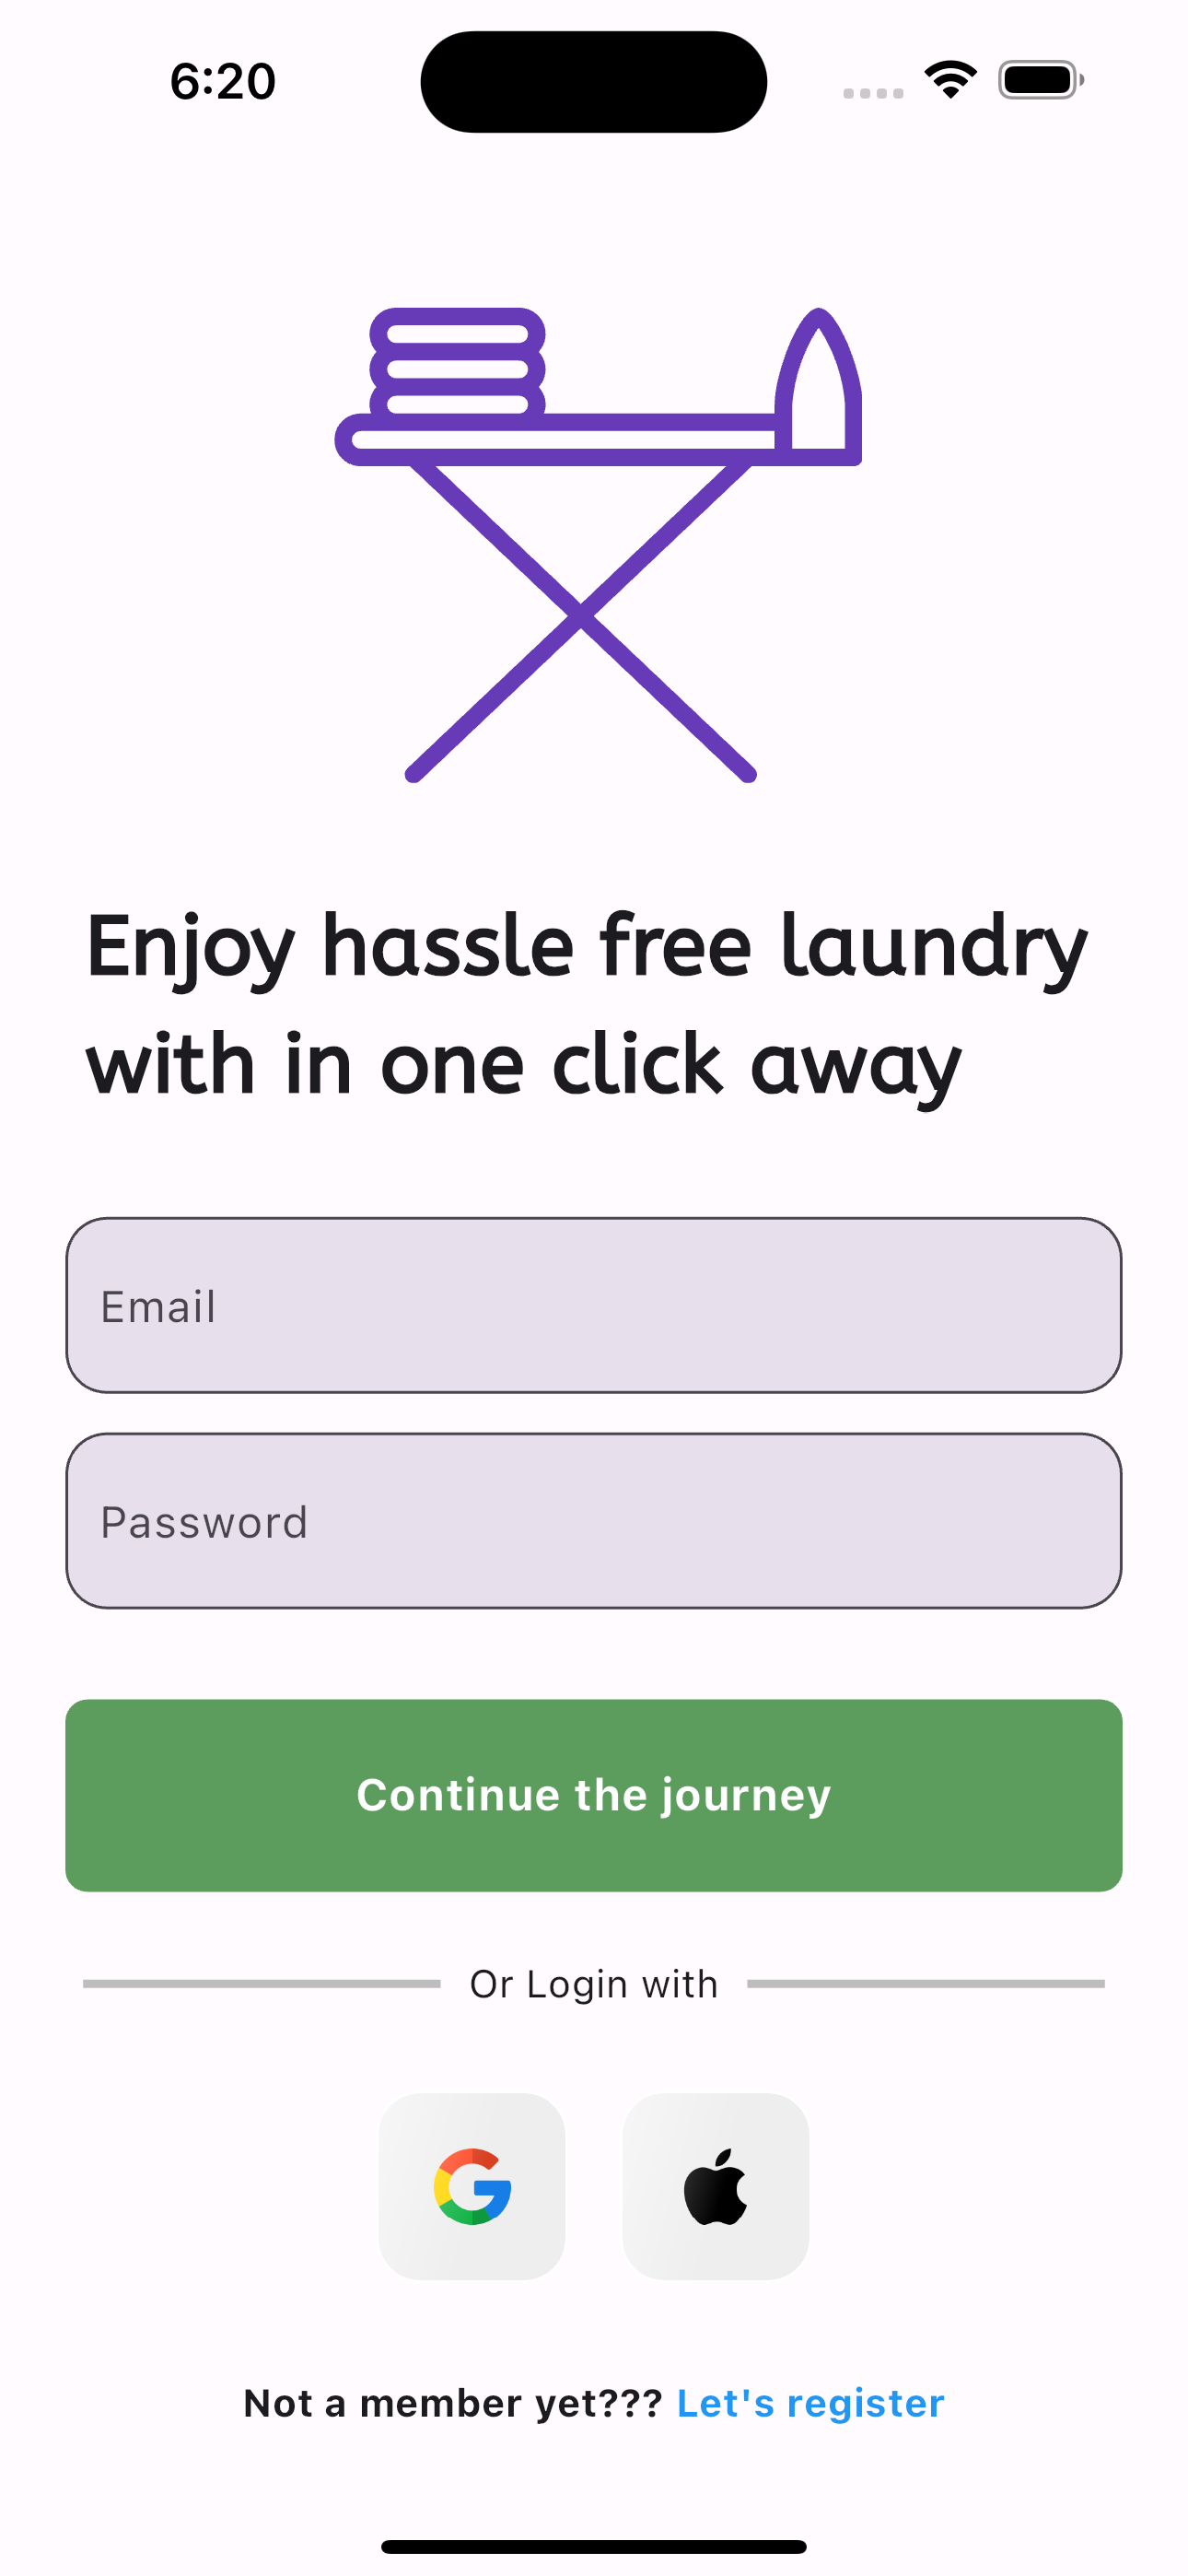 6:20
Enjoy hassle free laundry
with in one click away
Email
Password
Continue the journey
Or Login with
Not a member yet??? Let's register